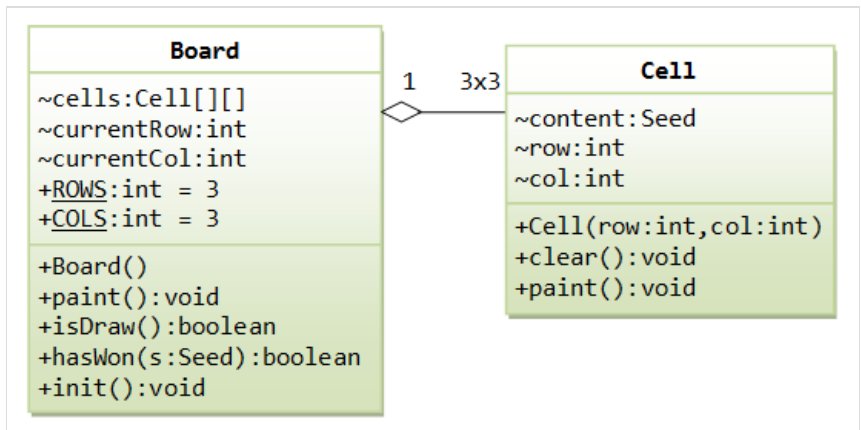 Board
~cells:Cell[][]
~currentRow:int
~currentCol:int
+ROWS:int = 3
+COLS:int = 3
+Board()
+paint():void
+isDraw():boolean
+hasWon(s:Seed):boolean
+init():void
1
3x3
Cell
~content:Seed
~row:int
~col:int
+Cell(row:int,col:int)
+clear():void
+paint():void